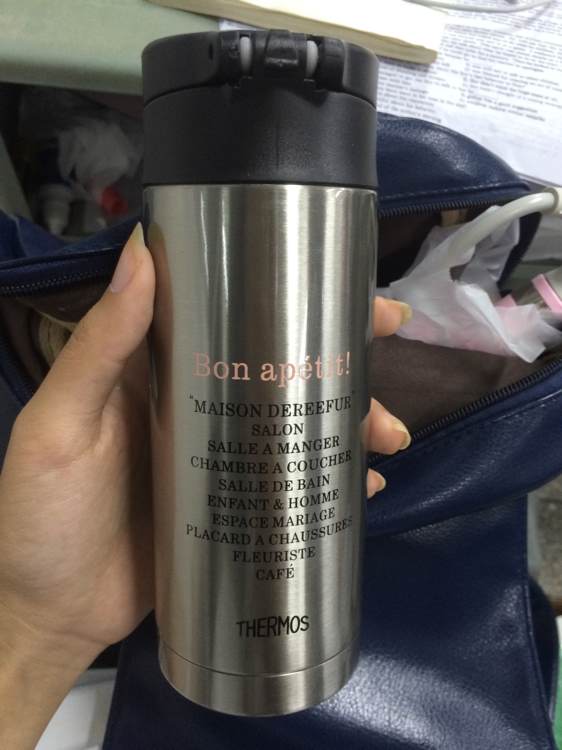 Bon apétit!
"MAISON DEREEFUR"
SALON
SALLE A MANGER
CHAMBRE A COUCHER
SALLE DE BAIN
ENFANT & HOMME
ESPACE MARIAGE
PLACARD A CHAUSSURES
FLEURISTE
CAFÉ
THERMOS